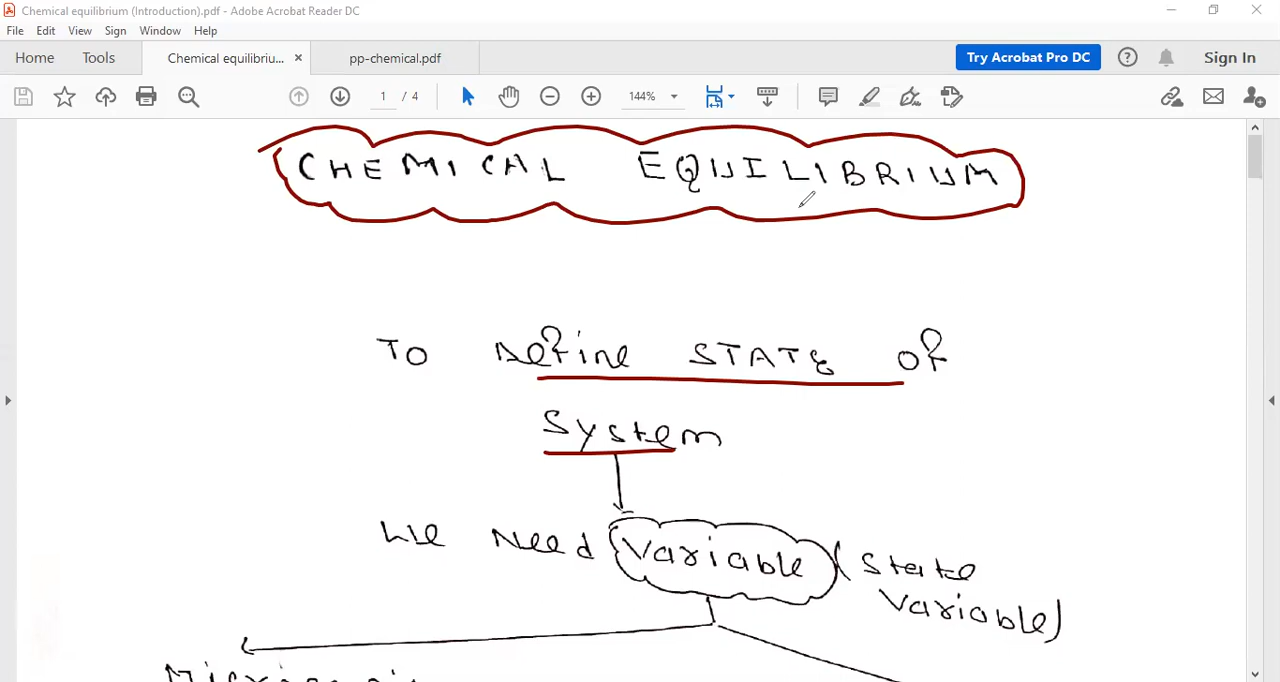 Chemical equilibrium (Introduction).pdf - Adobe Acrobat Reader DC
File Edit View Sign Window Help
Home Tools Chemical equilibriu... × pp-chemical.pdf Try Acrobat Pro DC ? Sign In
1 / 4 144%
CHEMICAL EQUILIBRIUM
To Define STATE of
System
We Need Variable (State
Variable)